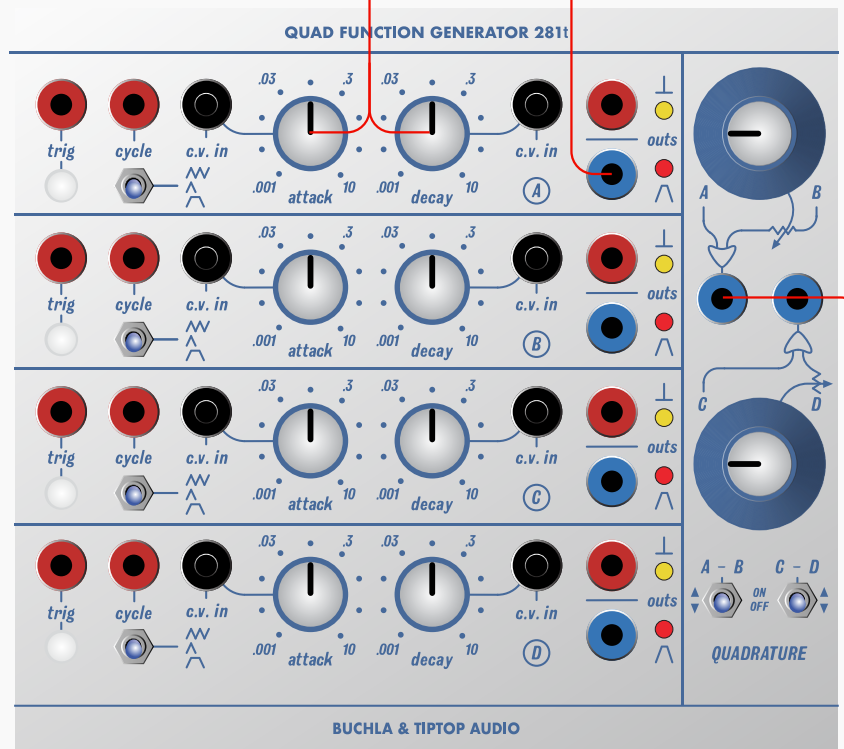 QUAD FUNCTION GENERATOR 281t
.03 .3 .03 .3
trig cycle c.v. in c.v. in outs
.001 attack 10 .001 decay 10 A
A B
.03 .3 .03 .3
trig cycle c.v. in c.v. in outs
.001 attack 10 .001 decay 10 B
.03 .3 .03 .3
C D
trig cycle c.v. in c.v. in outs
.001 attack 10 .001 decay 10 C
.03 .3 .03 .3
A - B C - D
ON
OFF
trig cycle c.v. in c.v. in outs
.001 attack 10 .001 decay 10 D
QUADRATURE
BUCHLA & TIPTOP AUDIO